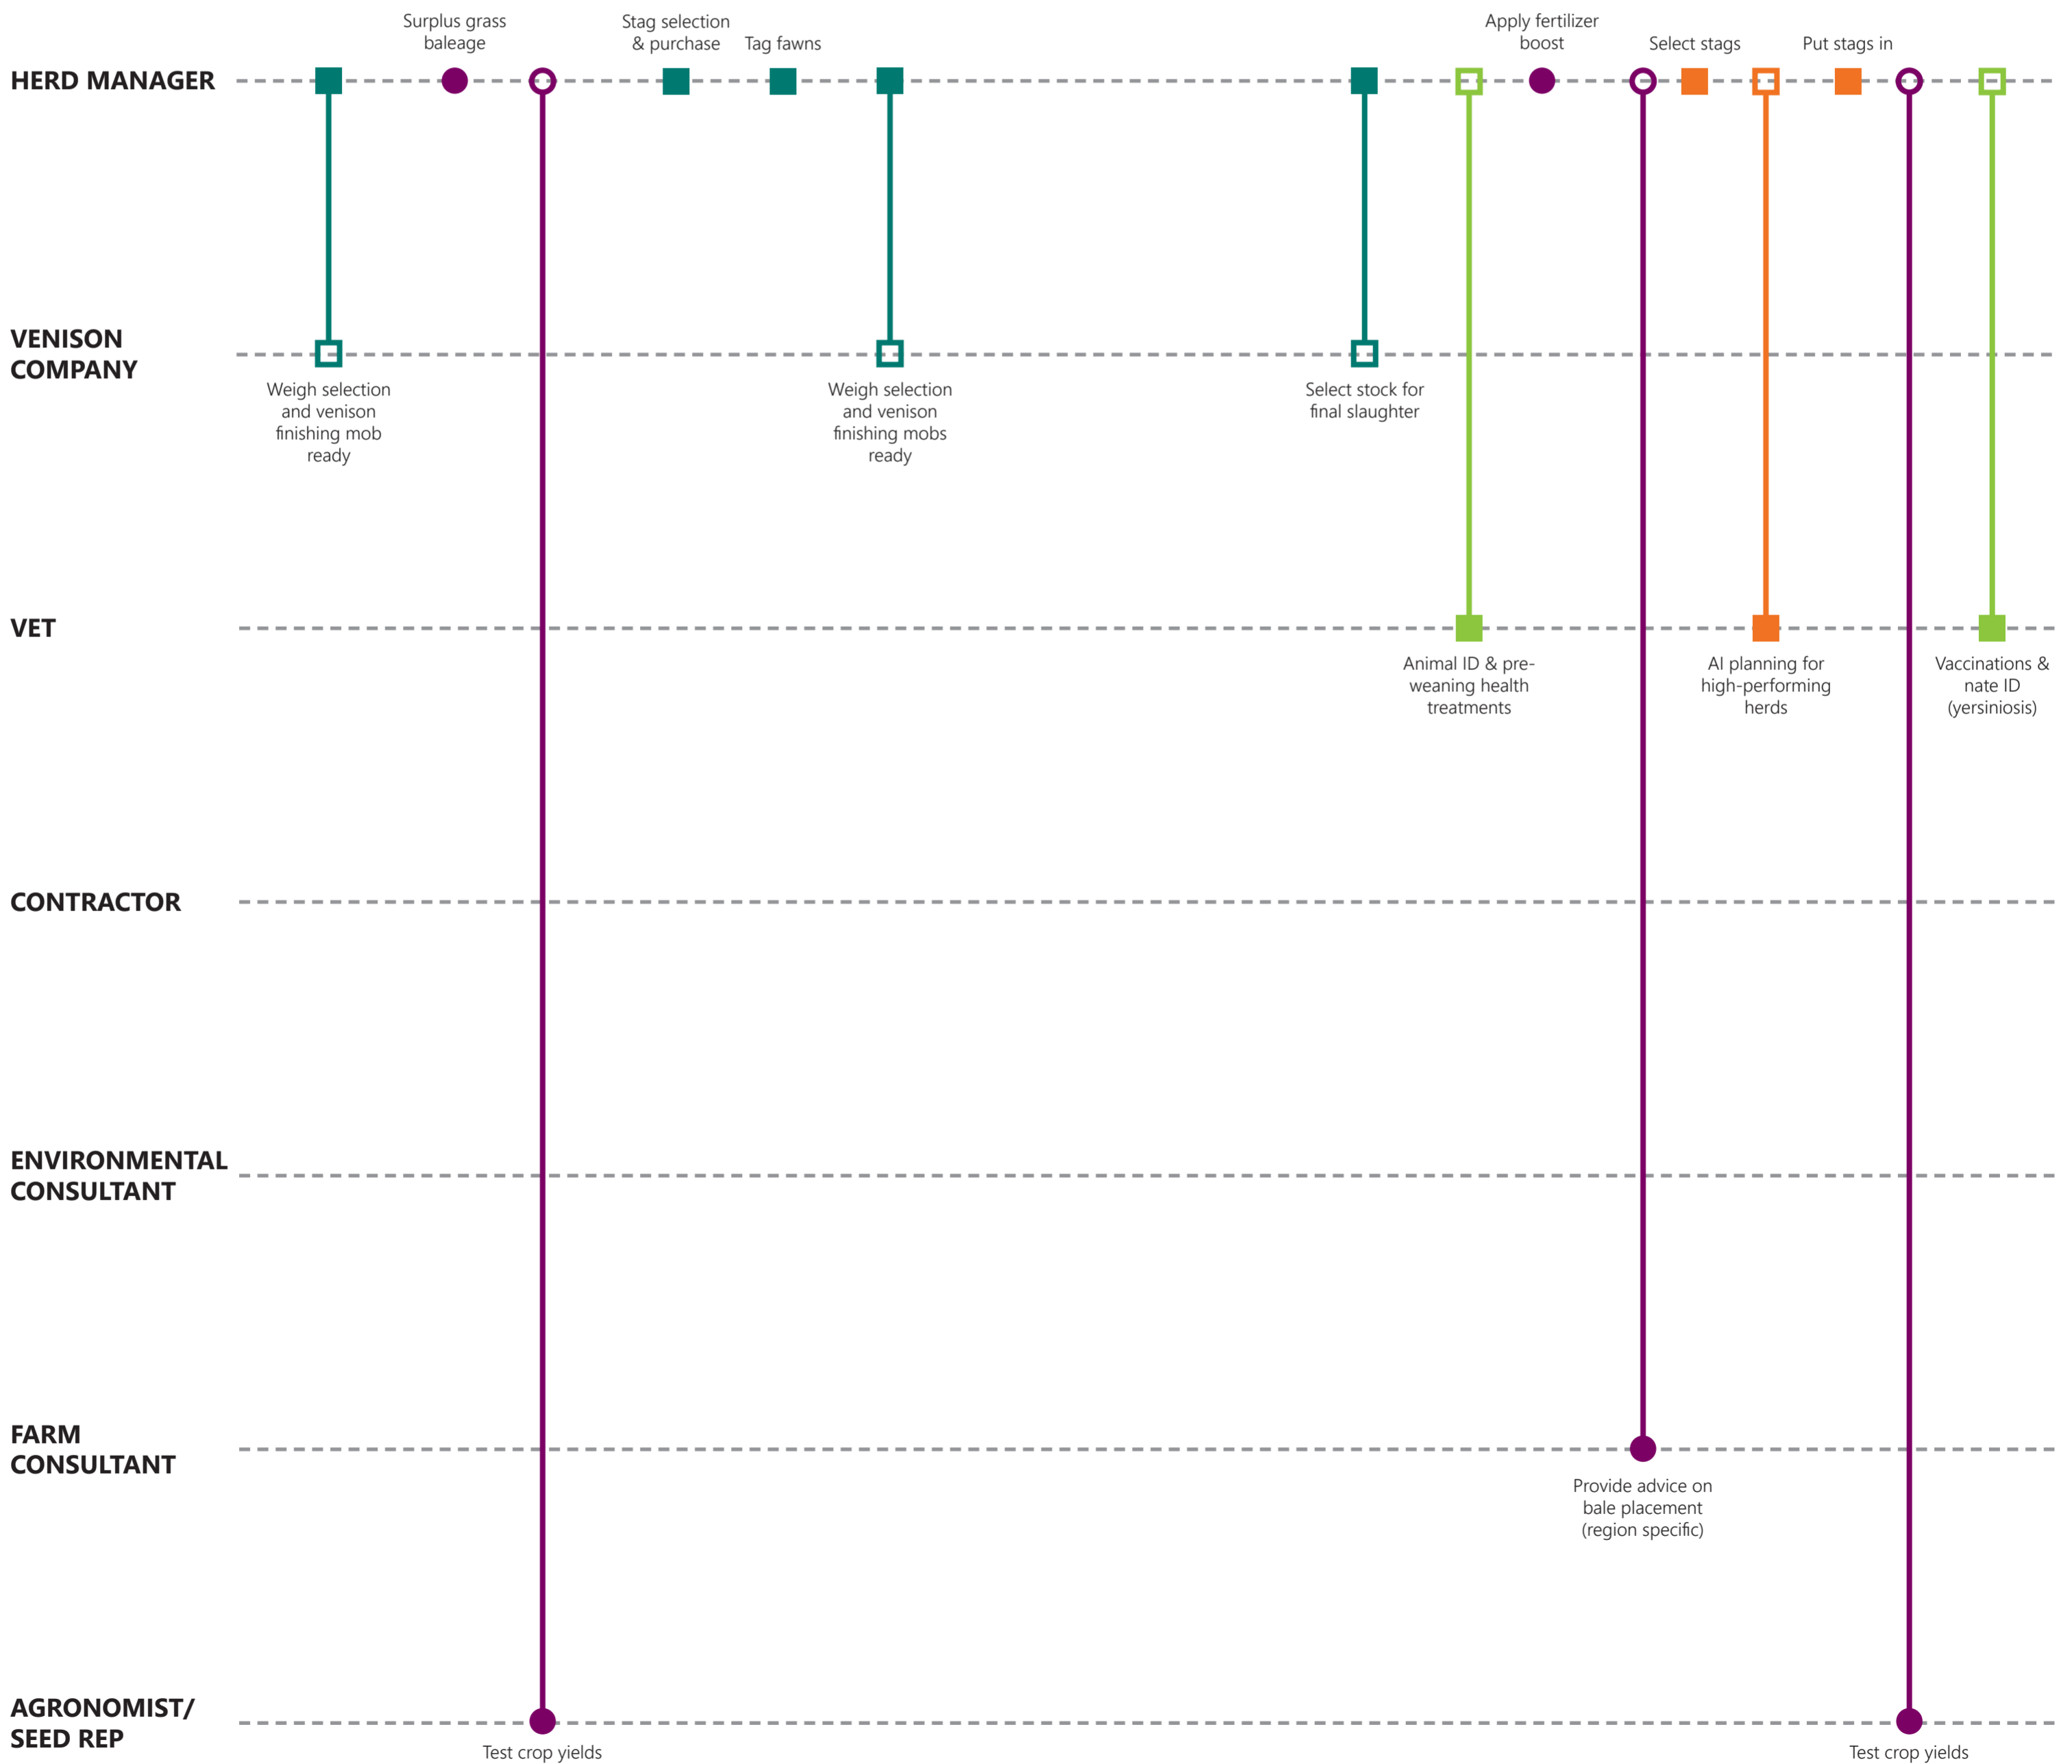 Surplus grass
baleage
Stag selection
& purchase
Tag fawns
Apply fertilizer
boost
Select stags
Put stags in
HERD MANAGER
VENISON
COMPANY
Weigh selection
and venison
finishing mob
ready
Weigh selection
and venison
finishing mobs
ready
Select stock for
final slaughter
VET
Animal ID & pre-
weaning health
treatments
AI planning for
high-performing
herds
Vaccinations &
nate ID
(yersiniosis)
CONTRACTOR
ENVIRONMENTAL
CONSULTANT
FARM
CONSULTANT
Provide advice on
bale placement
(region specific)
AGRONOMIST/
SEED REP
Test crop yields
Test crop yields